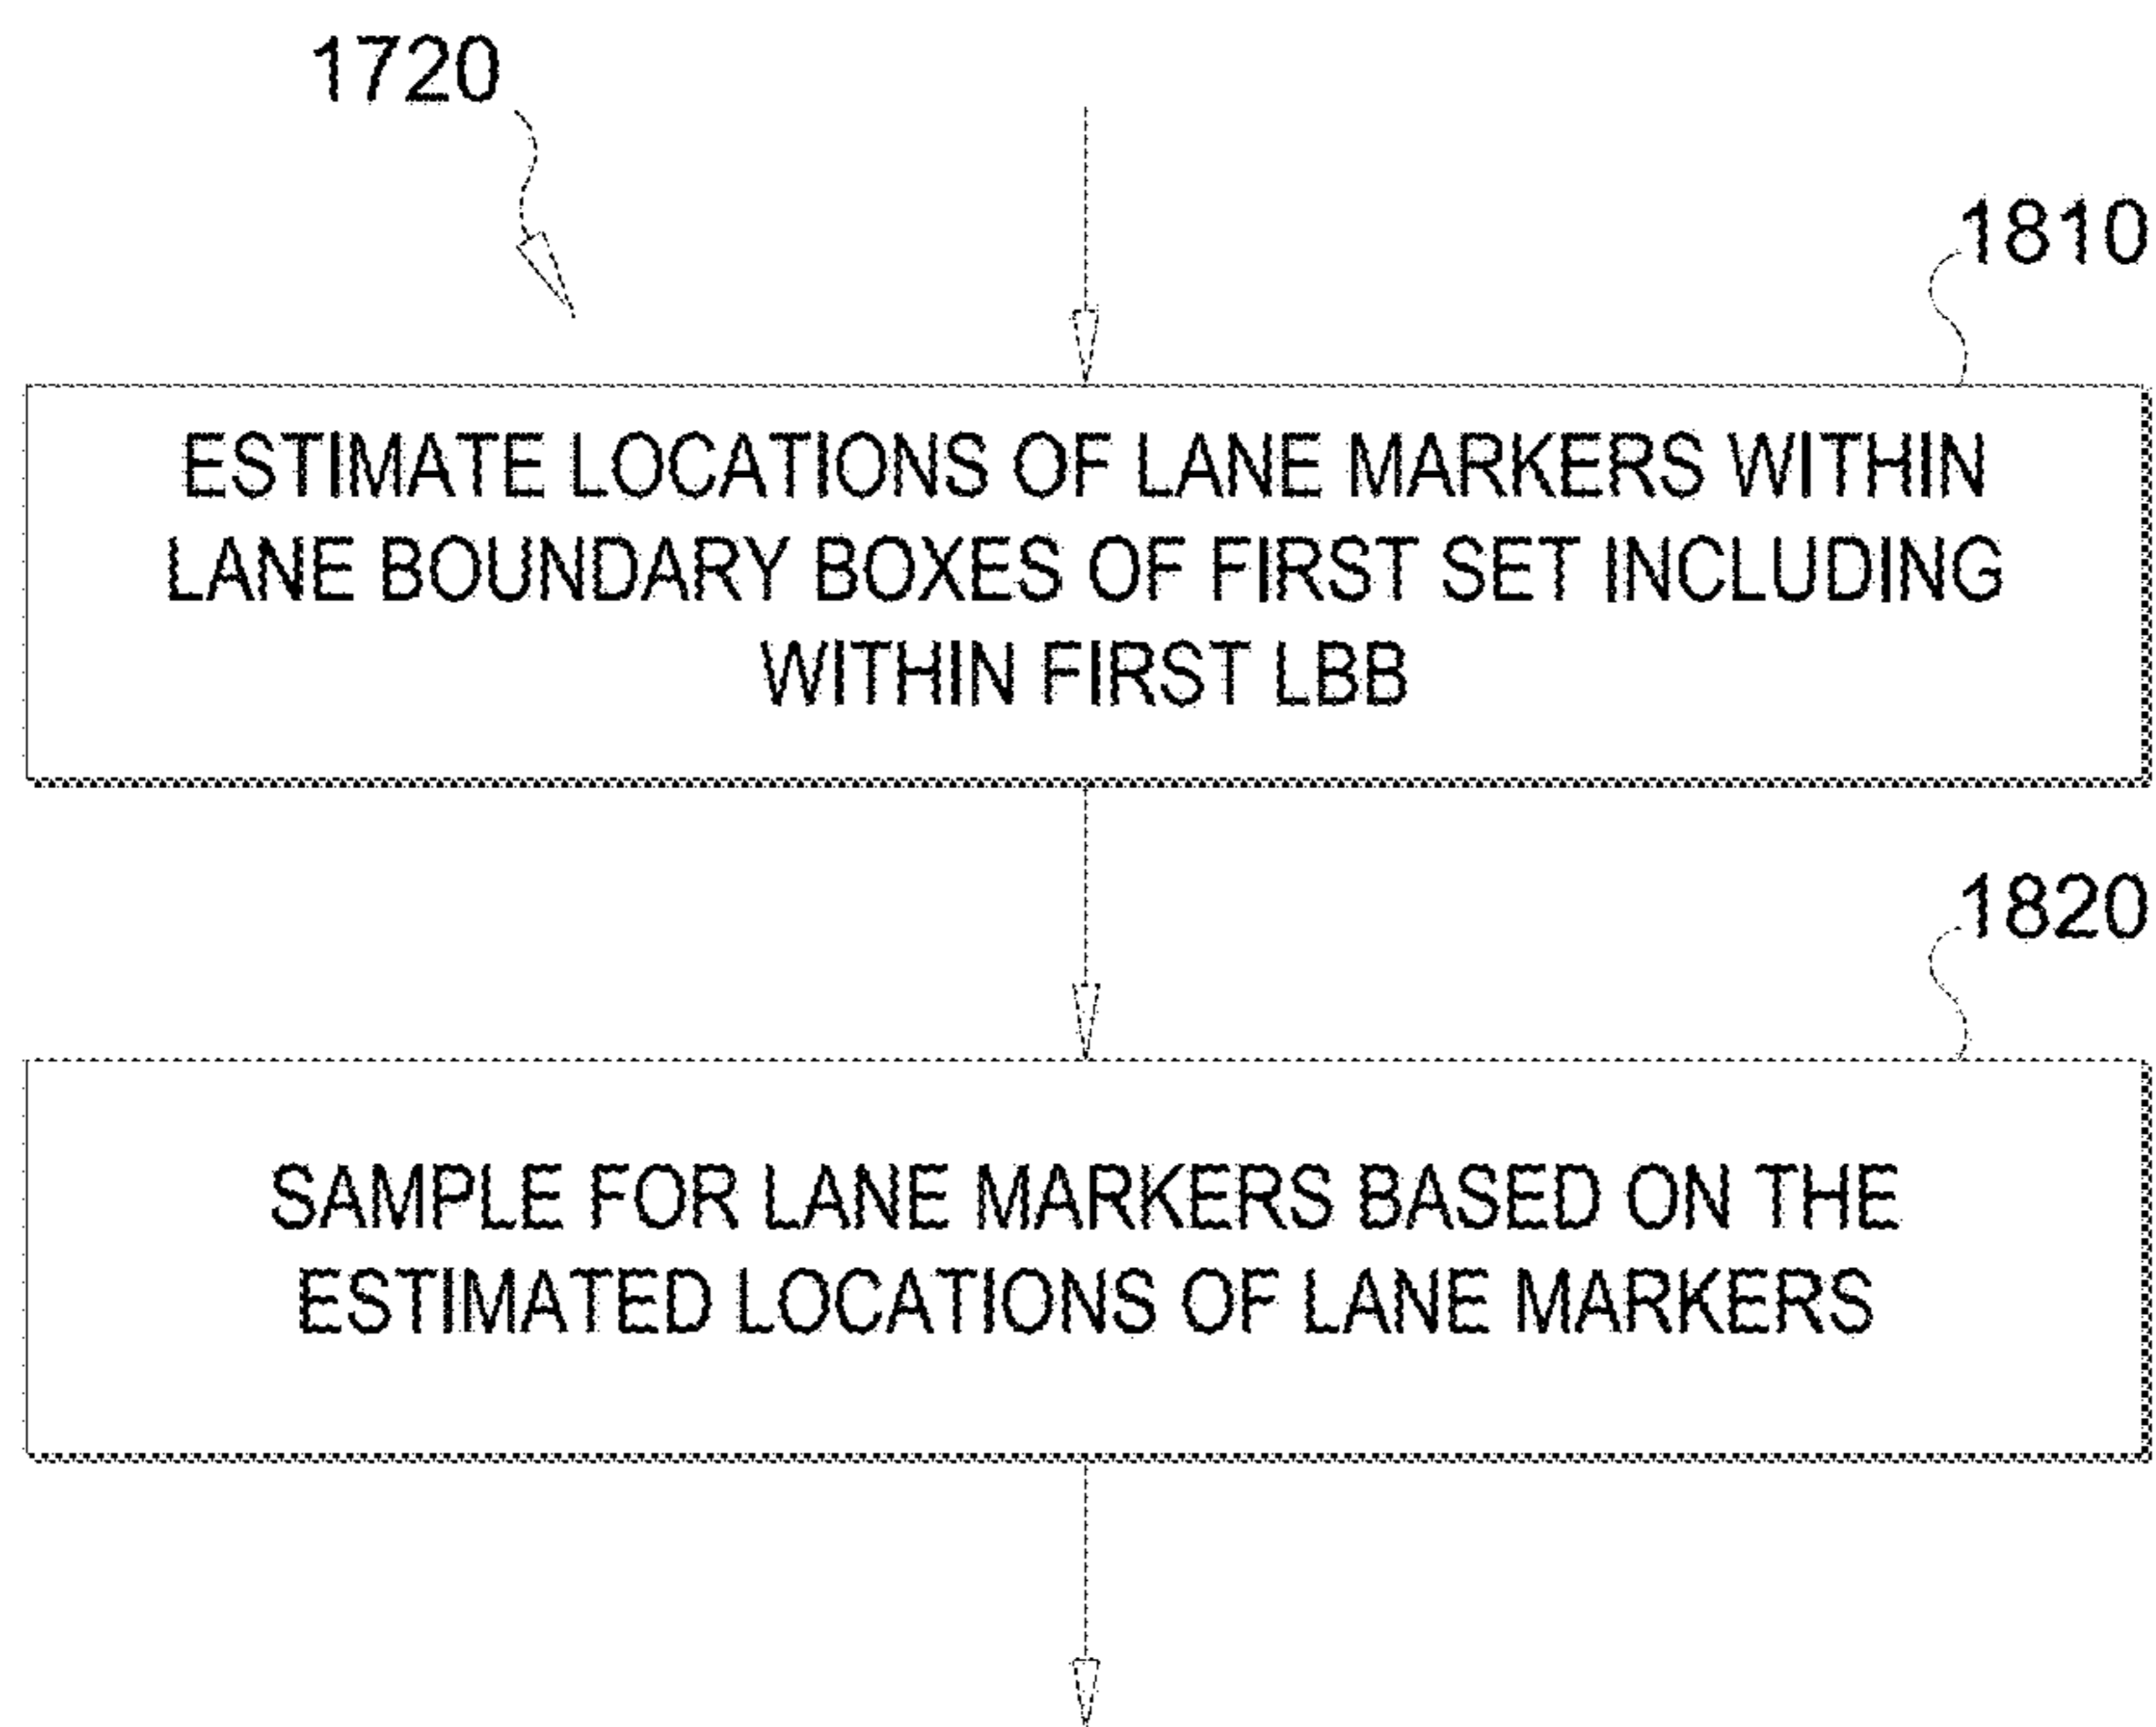 1720
1810
ESTIMATE LOCATIONS OF LANE MARKERS WITHIN
LANE BOUNDARY BOXES OF FIRST SET INCLUDING
WITHIN FIRST LBB
1820
SAMPLE FOR LANE MARKERS BASED ON THE
ESTIMATED LOCATIONS OF LANE MARKERS